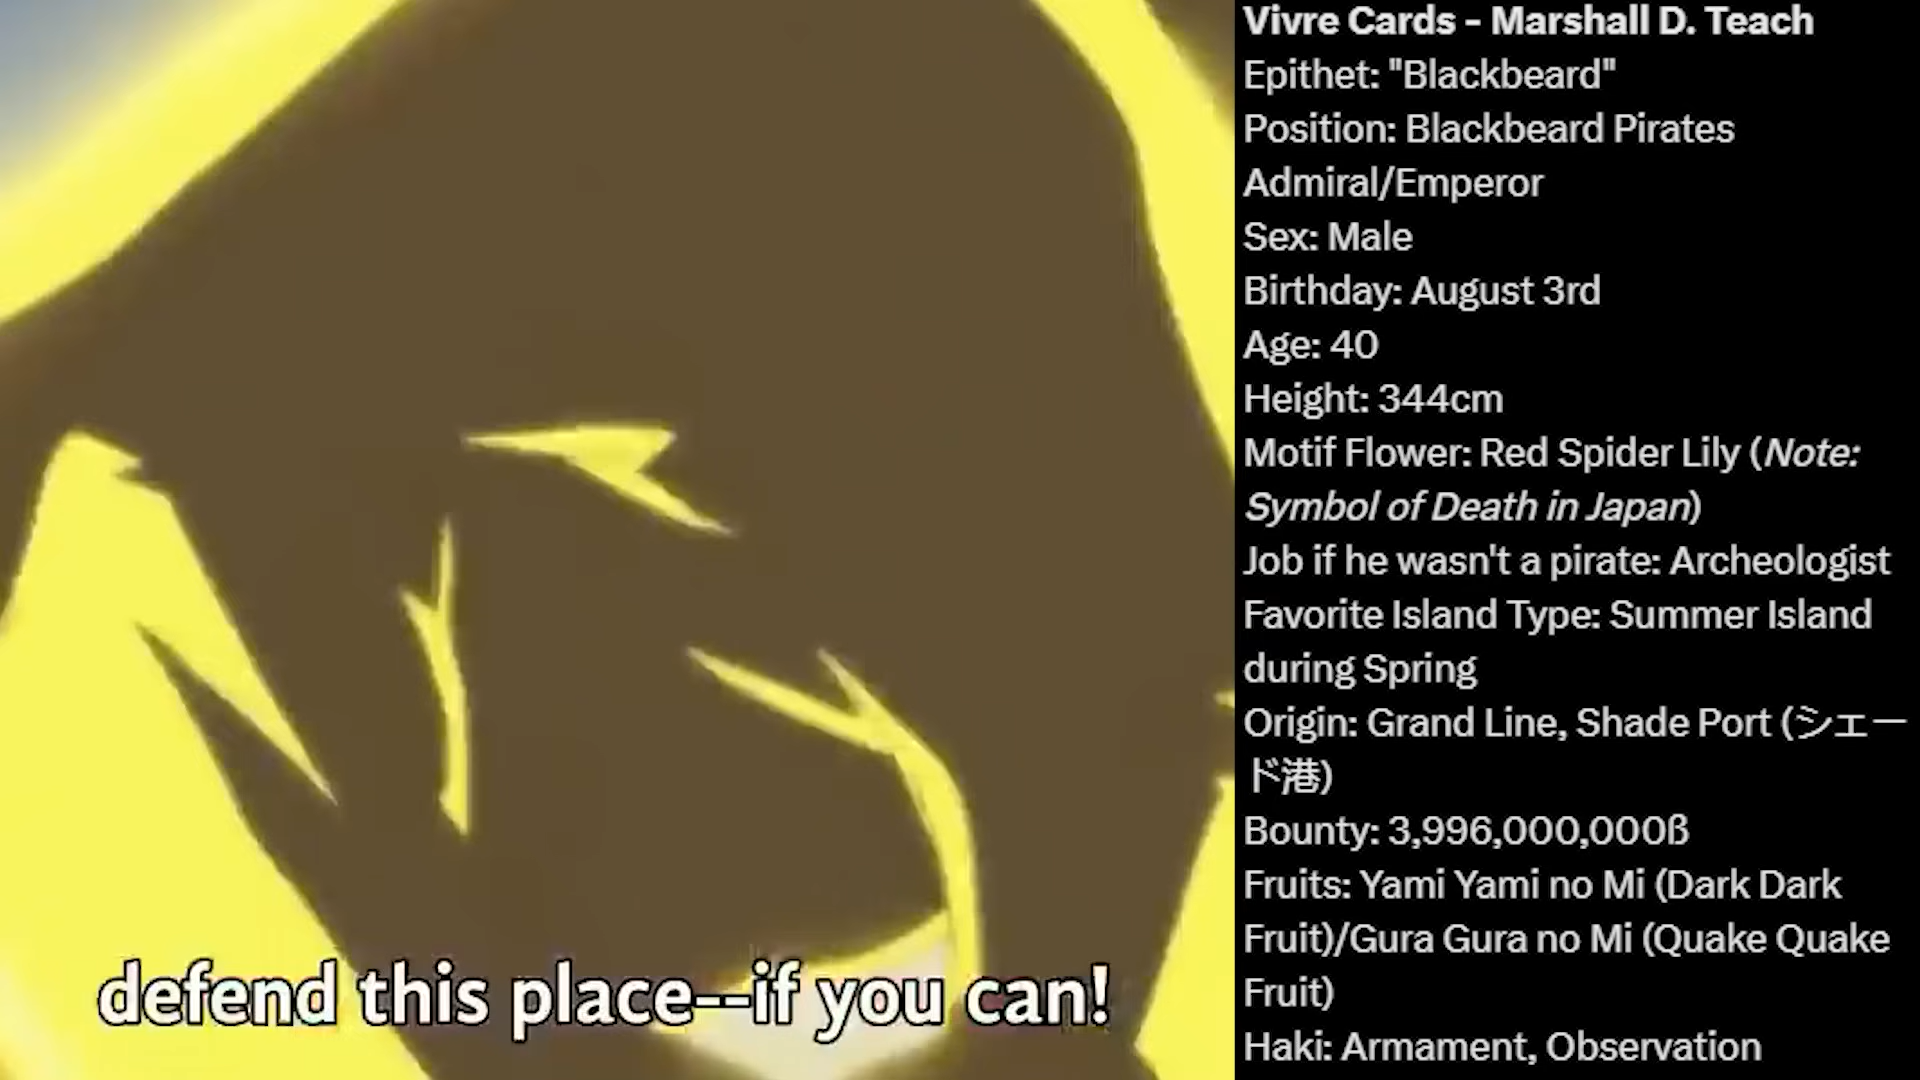 Vivre Cards - Marshall D. Teach
Epithet: "Blackbeard"
Position: Blackbeard Pirates
Admiral/Emperor
Sex: Male
Birthday: August 3rd
Age: 40
Height: 344cm
Motif Flower: Red Spider Lily (Note:
Symbol of Death in Japan)
Job if he wasn't a pirate: Archeologist
Favorite Island Type: Summer Island
during Spring
Origin: Grand Line, Shade Port (シェー
ド港)
Bounty: 3,996,000,000ß
Fruits: Yami Yami no Mi (Dark Dark
Fruit)/Gura Gura no Mi (Quake Quake
Fruit)
Haki: Armament, Observation
defend this place--if you can!